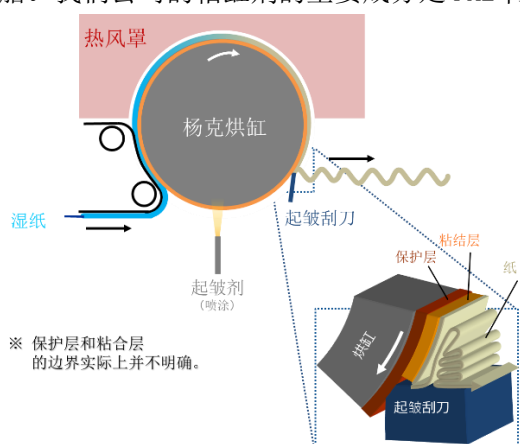 热风罩
杨克烘缸
湿纸
起皱刮刀
起皱剂
(喷涂)
粘结层
保护层
纸
烘缸
起皱刮刀
※ 保护层和粘合层
的边界实际上并不明确。